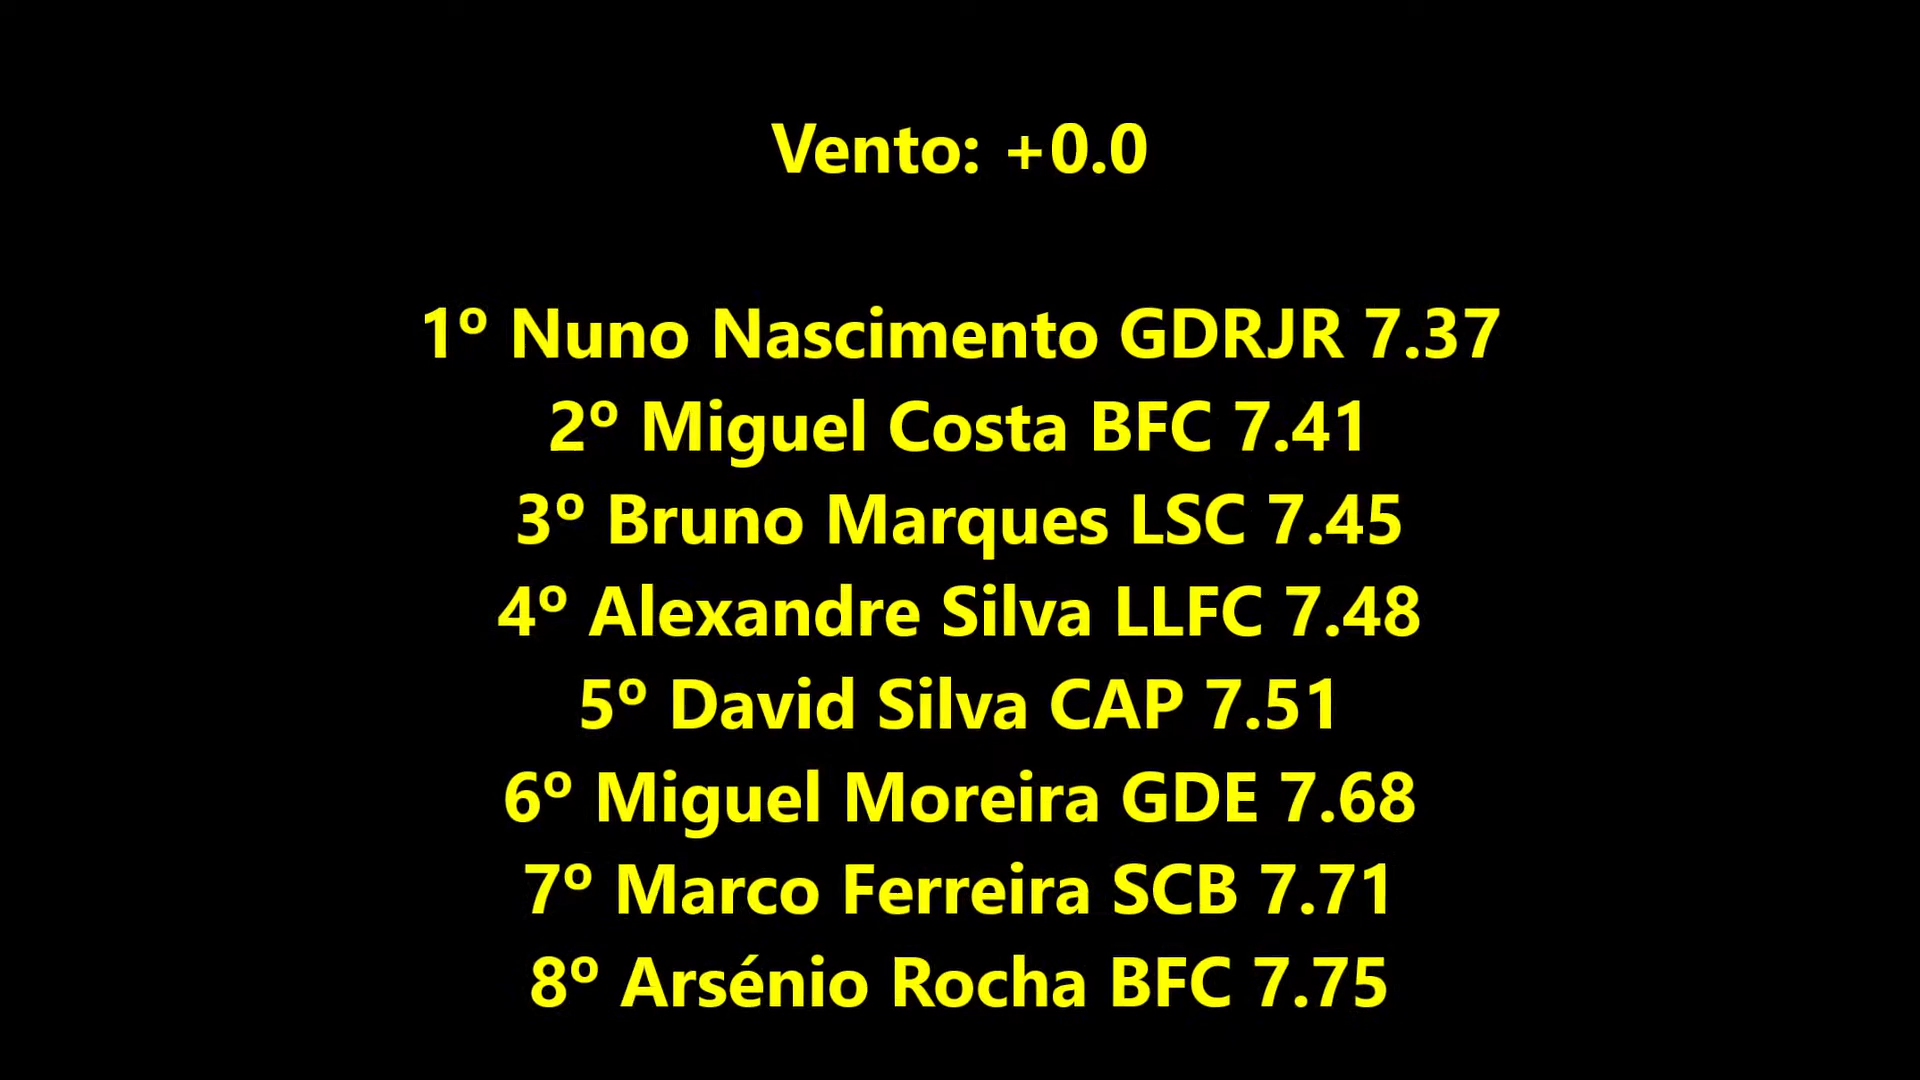 Vento: +0.0
1º Nuno Nascimento GDRJR 7.37
2º Miguel Costa BFC 7.41
3º Bruno Marques LSC 7.45
4º Alexandre Silva LLFC 7.48
5º David Silva CAP 7.51
6º Miguel Moreira GDE 7.68
7º Marco Ferreira SCB 7.71
8º Arsénio Rocha BFC 7.75